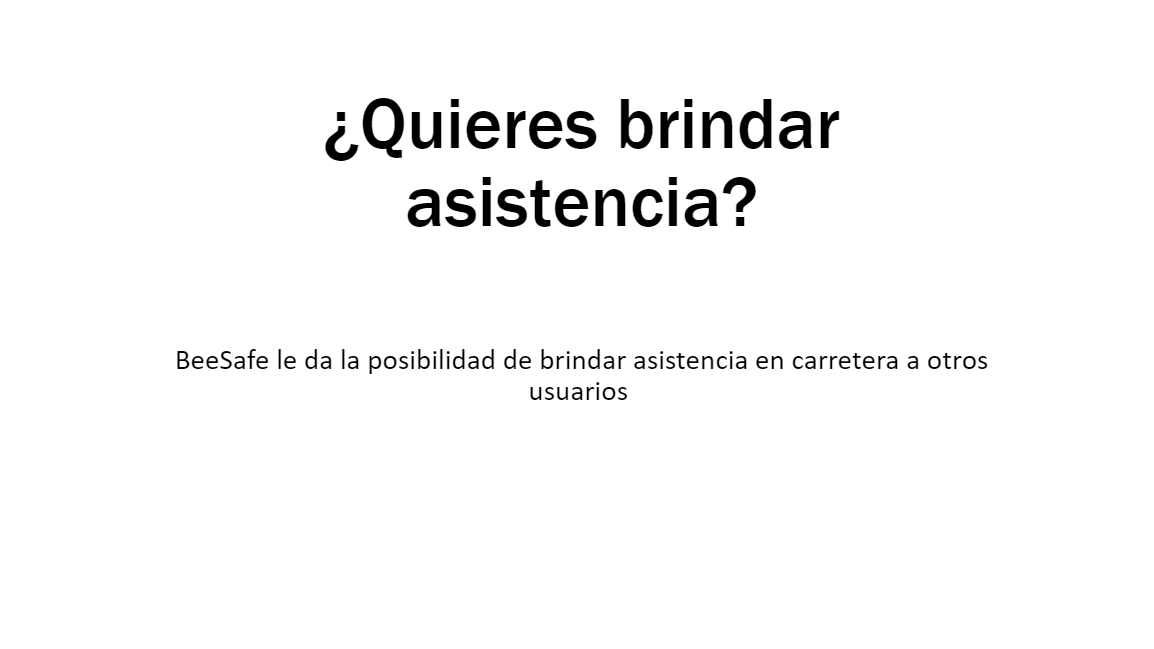 ¿Quieres brindar
asistencia?
BeeSafe le da la posibilidad de brindar asistencia en carretera a otros
usuarios